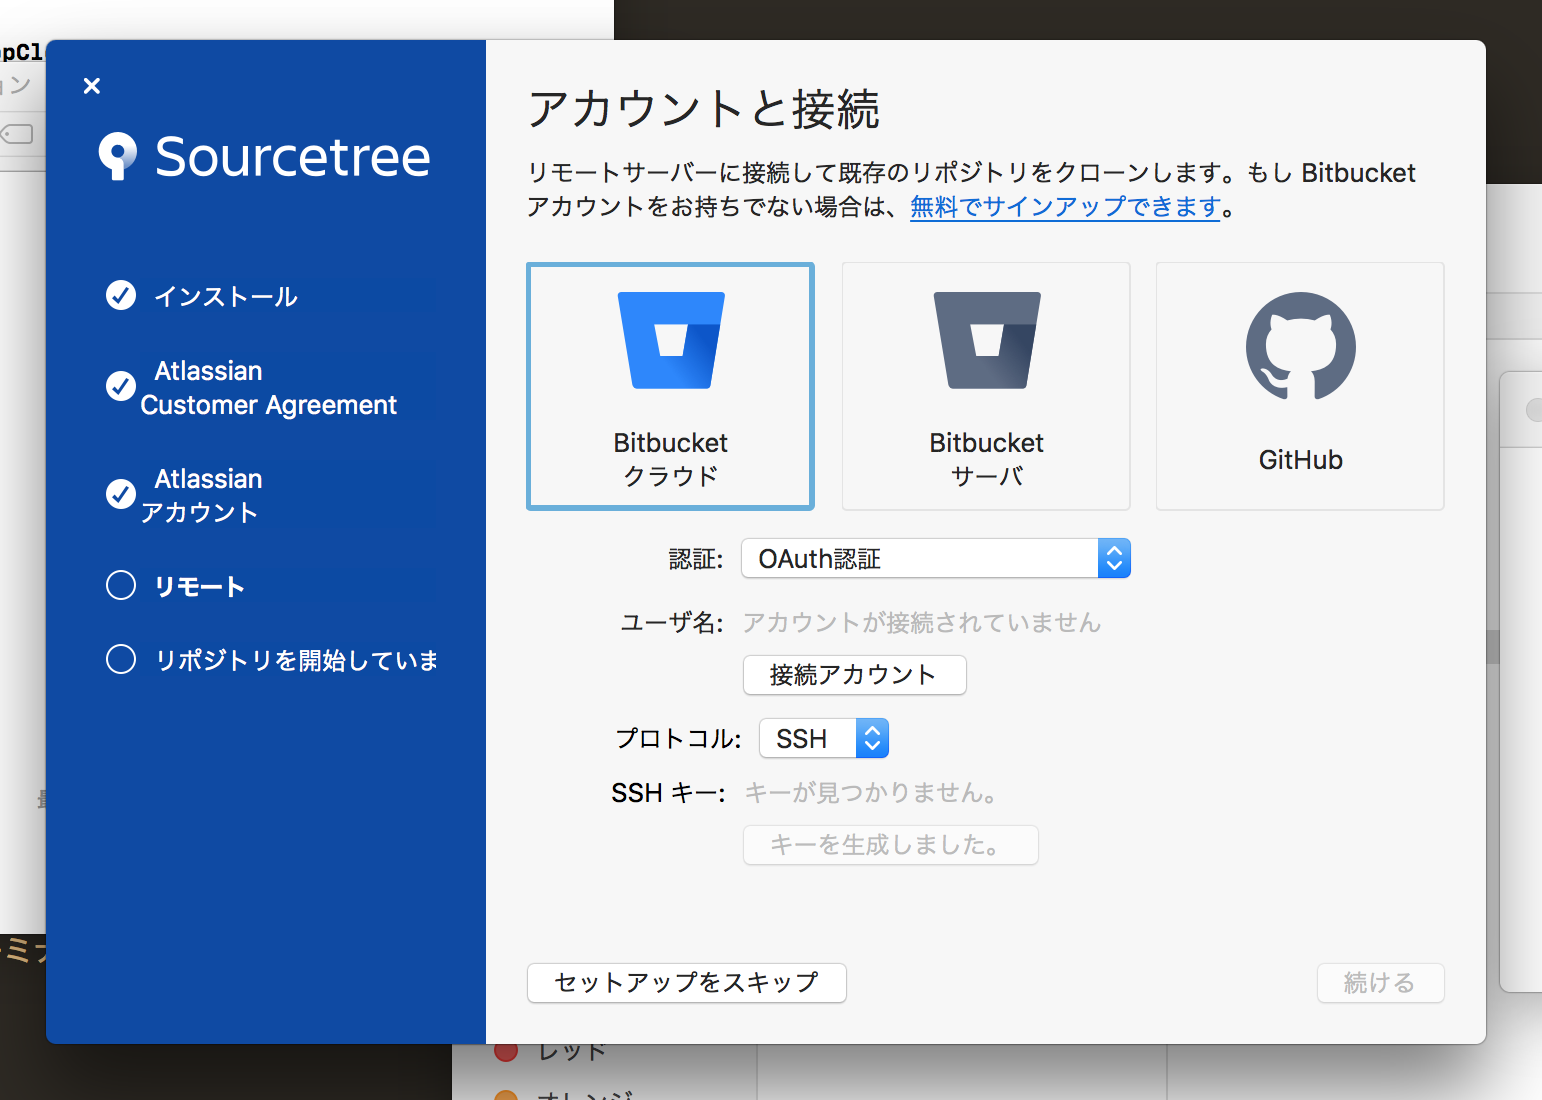 Sourcetree
インストール
Atlassian
Customer Agreement
Atlassian
アカウント
リモート
リポジトリを開始していま
アカウントと接続
リモートサーバーに接続して既存のリポジトリをクローンします。もし Bitbucket
アカウントをお持ちでない場合は、無料でサインアップできます。
Bitbucket
クラウド
Bitbucket
サーバ
GitHub
認証: OAuth認証
ユーザ名: アカウントが接続されていません
接続アカウント
プロトコル: SSH
SSH キー: キーが見つかりません。
キーを生成しました。
セットアップをスキップ
続ける
レッド
オレンジ